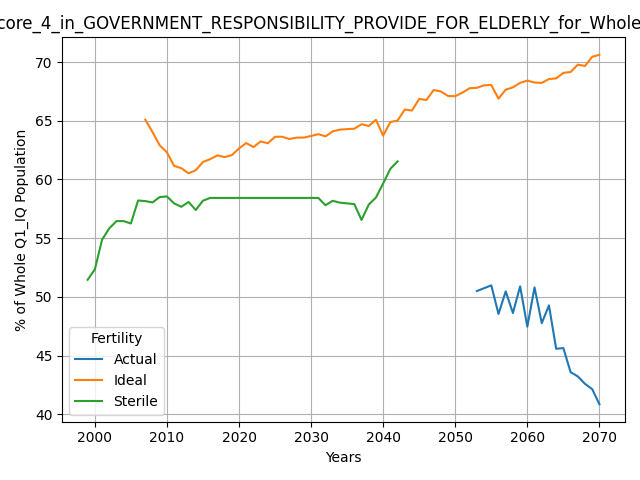 core_4_in_GOVERNMENT_RESPONSIBILITY_PROVIDE_FOR_ELDERLY_for_Whole
% of Whole Q1_IQ Population
70
65
60
55
50
45
40
Fertility
Actual
Ideal
Sterile
2000 2010 2020 2030 2040 2050 2060 2070
Years